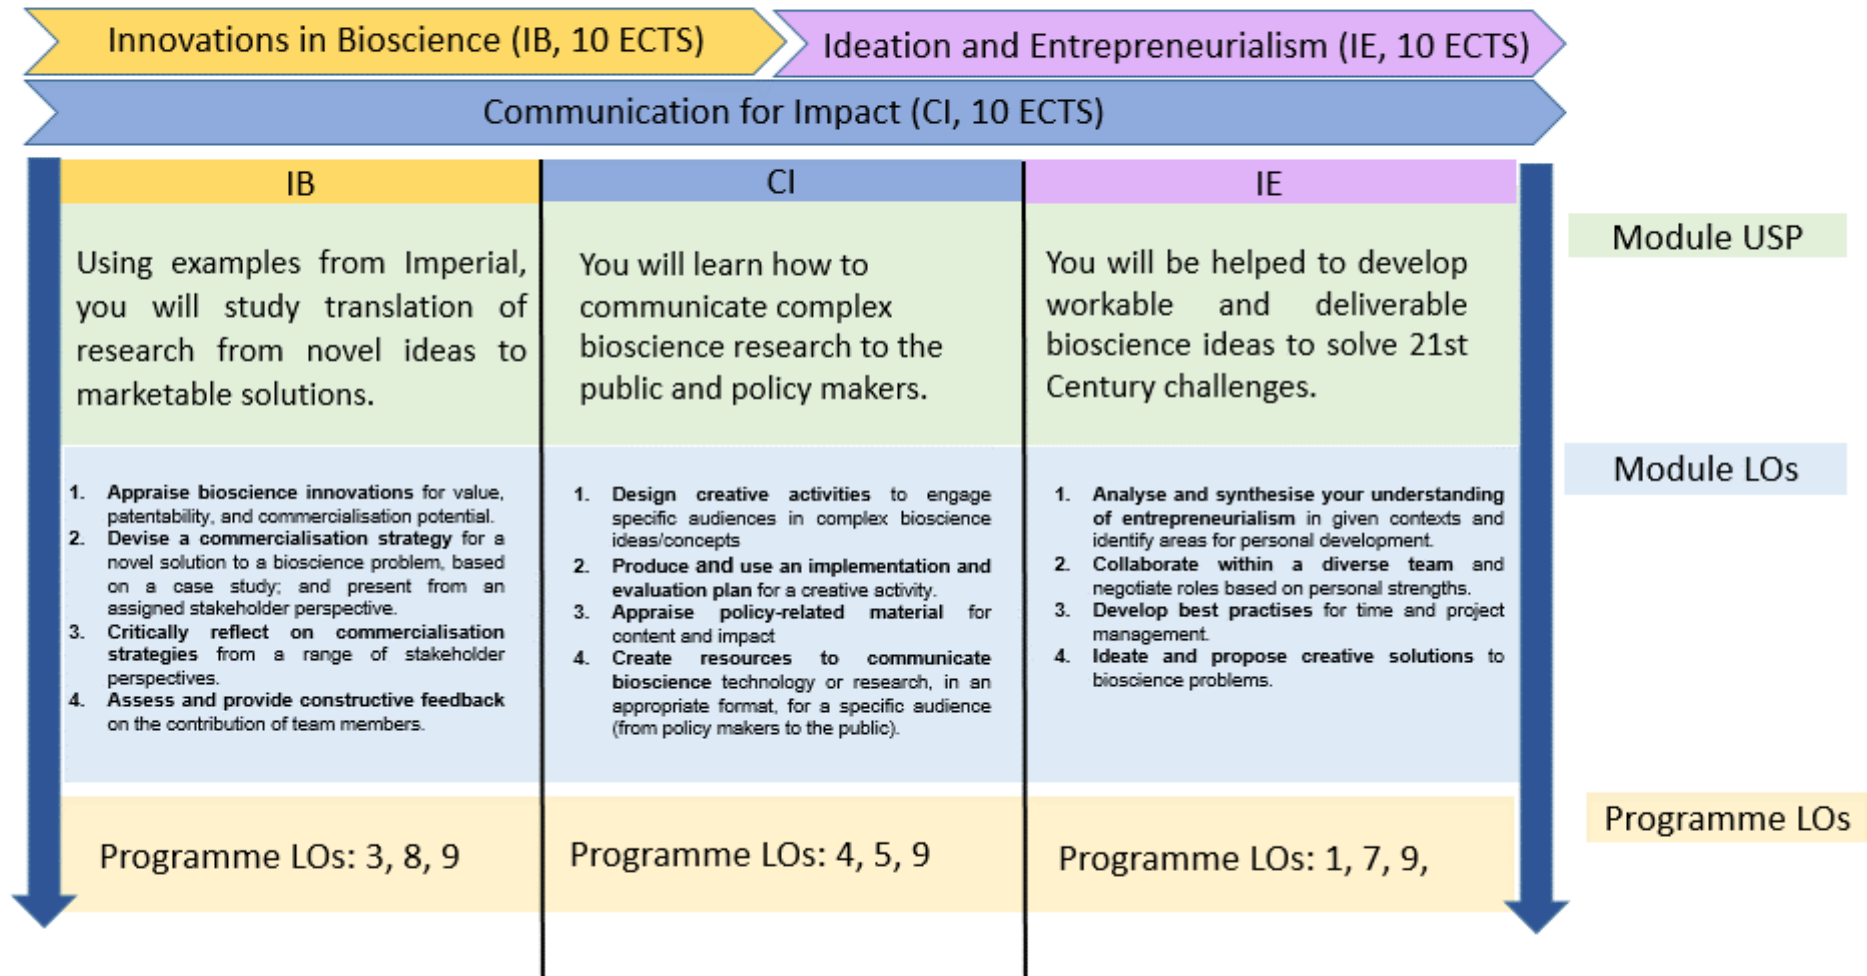 Innovations in Bioscience (IB, 10 ECTS)
Ideation and Entrepreneurialism (IE, 10 ECTS)
Communication for Impact (CI, 10 ECTS)
IB
Using examples from Imperial,
you will study translation of
research from novel ideas to
marketable solutions.
1. Appraise bioscience innovations for value,
patentability, and commercialisation potential.
2. Devise a commercialisation strategy for a
novel solution to a bioscience problem, based
on a case study; and present from an
assigned stakeholder perspective.
3. Critically reflect on commercialisation
strategies from a range of stakeholder
perspectives.
4. Assess and provide constructive feedback
on the contribution of team members.
Programme LOs: 3, 8, 9
CI
You will learn how to
communicate complex
bioscience research to the
public and policy makers.
1. Design creative activities to engage
specific audiences in complex bioscience
ideas/concepts
2. Produce and use an implementation and
evaluation plan for a creative activity.
3. Appraise policy-related material for
content and impact
4. Create resources to communicate
bioscience technology or research, in an
appropriate format, for a specific audience
(from policy makers to the public).
Programme LOs: 4, 5, 9
IE
You will be helped to develop
workable and deliverable
bioscience ideas to solve 21st
Century challenges.
1. Analyse and synthesise your understanding
of entrepreneurialism in given contexts and
identify areas for personal development.
2. Collaborate within a diverse team and
negotiate roles based on personal strengths.
3. Develop best practises for time and project
management.
4. Ideate and propose creative solutions to
bioscience problems.
Programme LOs: 1, 7, 9,
Module USP
Module LOs
Programme LOs